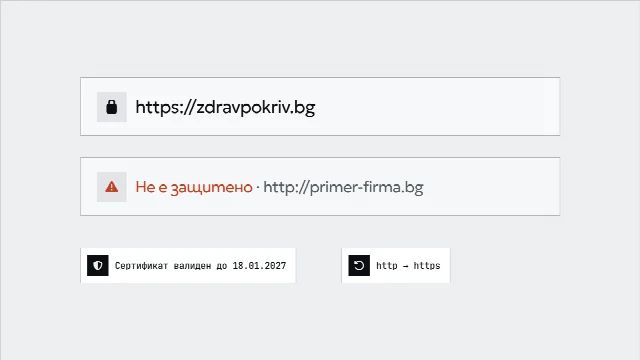 https://zdravpokriv.bg
Не е защитено · http://primer-firma.bg
Сертификат валиден до 18.01.2027
http → https